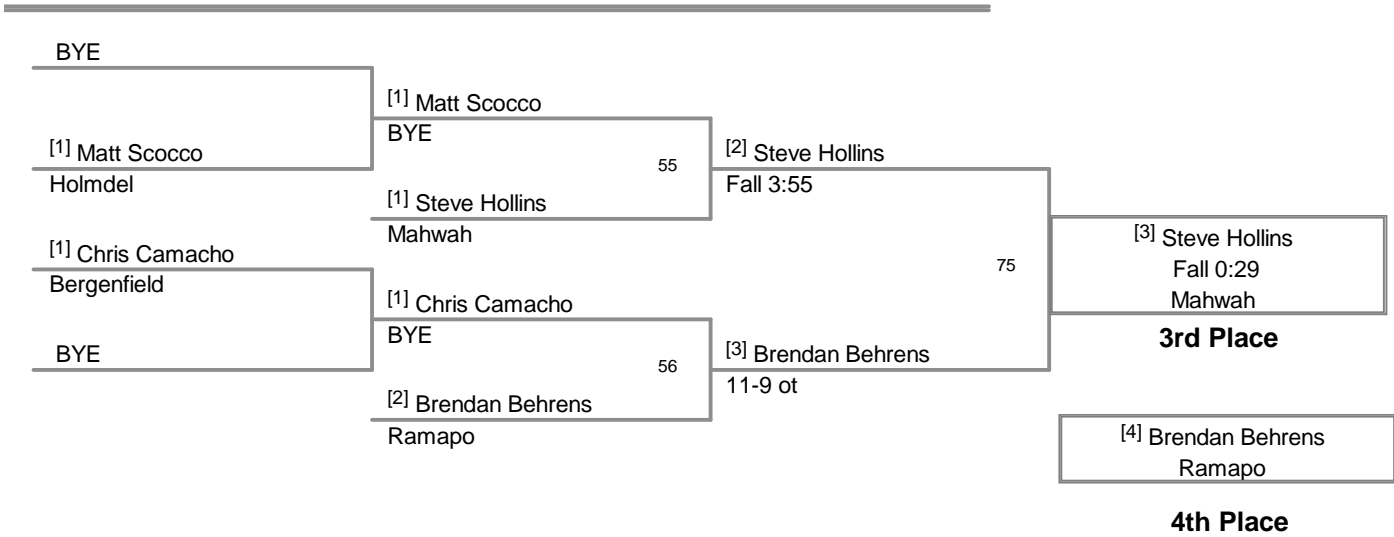 BYE
[1] Matt Scocco
BYE
[1] Matt Scocco
Holmdel
55
[2] Steve Hollins
Fall 3:55
[1] Steve Hollins
Mahwah
[1] Chris Camacho
Bergenfield
75
[3] Steve Hollins
Fall 0:29
Mahwah
3rd Place
[1] Chris Camacho
BYE
BYE
56
[3] Brendan Behrens
11-9 ot
[2] Brendan Behrens
Ramapo
[4] Brendan Behrens
Ramapo
4th Place